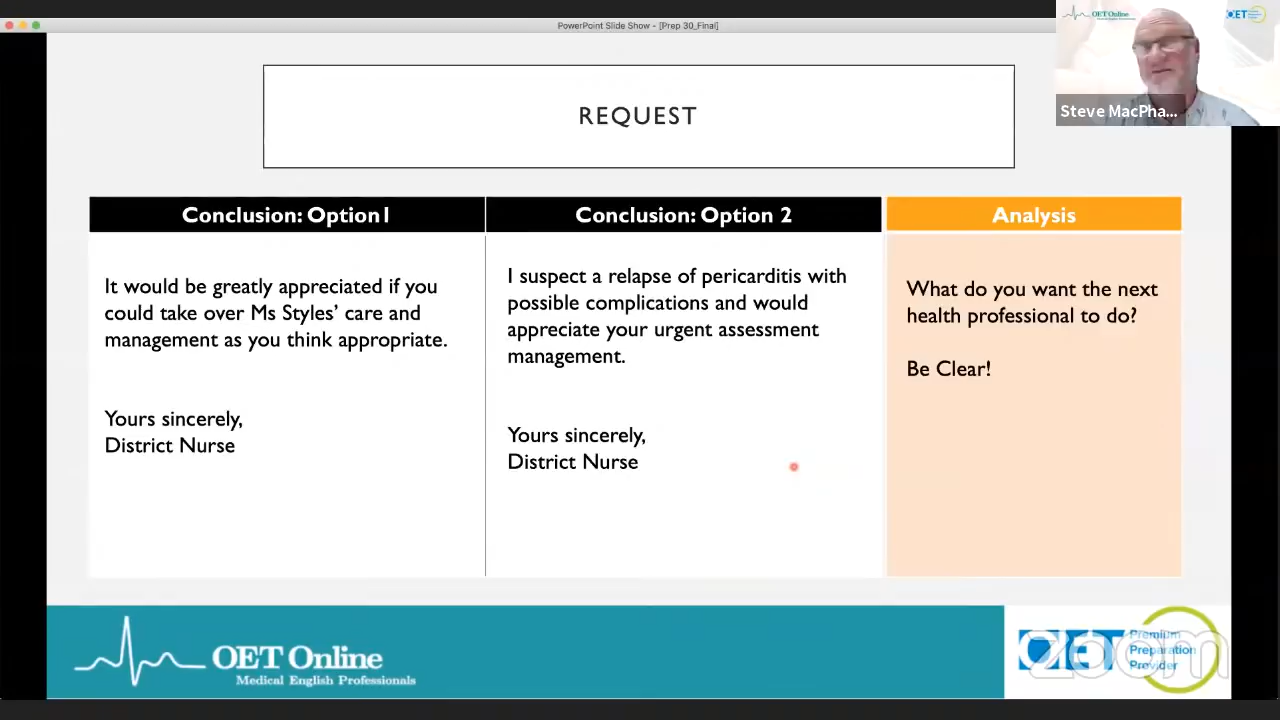 PowerPoint Slide Show - [Prep 30_Final]
OET Online
OET
Steve MacPha...
REQUEST
Conclusion: Option1
Conclusion: Option 2
Analysis
It would be greatly appreciated if you
could take over Ms Styles’ care and
management as you think appropriate.
Yours sincerely,
District Nurse
I suspect a relapse of pericarditis with
possible complications and would
appreciate your urgent assessment
management.
Yours sincerely,
District Nurse
What do you want the next
health professional to do?
Be Clear!
OET Online
Medical English Professionals
OET
Premium
Preparation
Provider
zoom